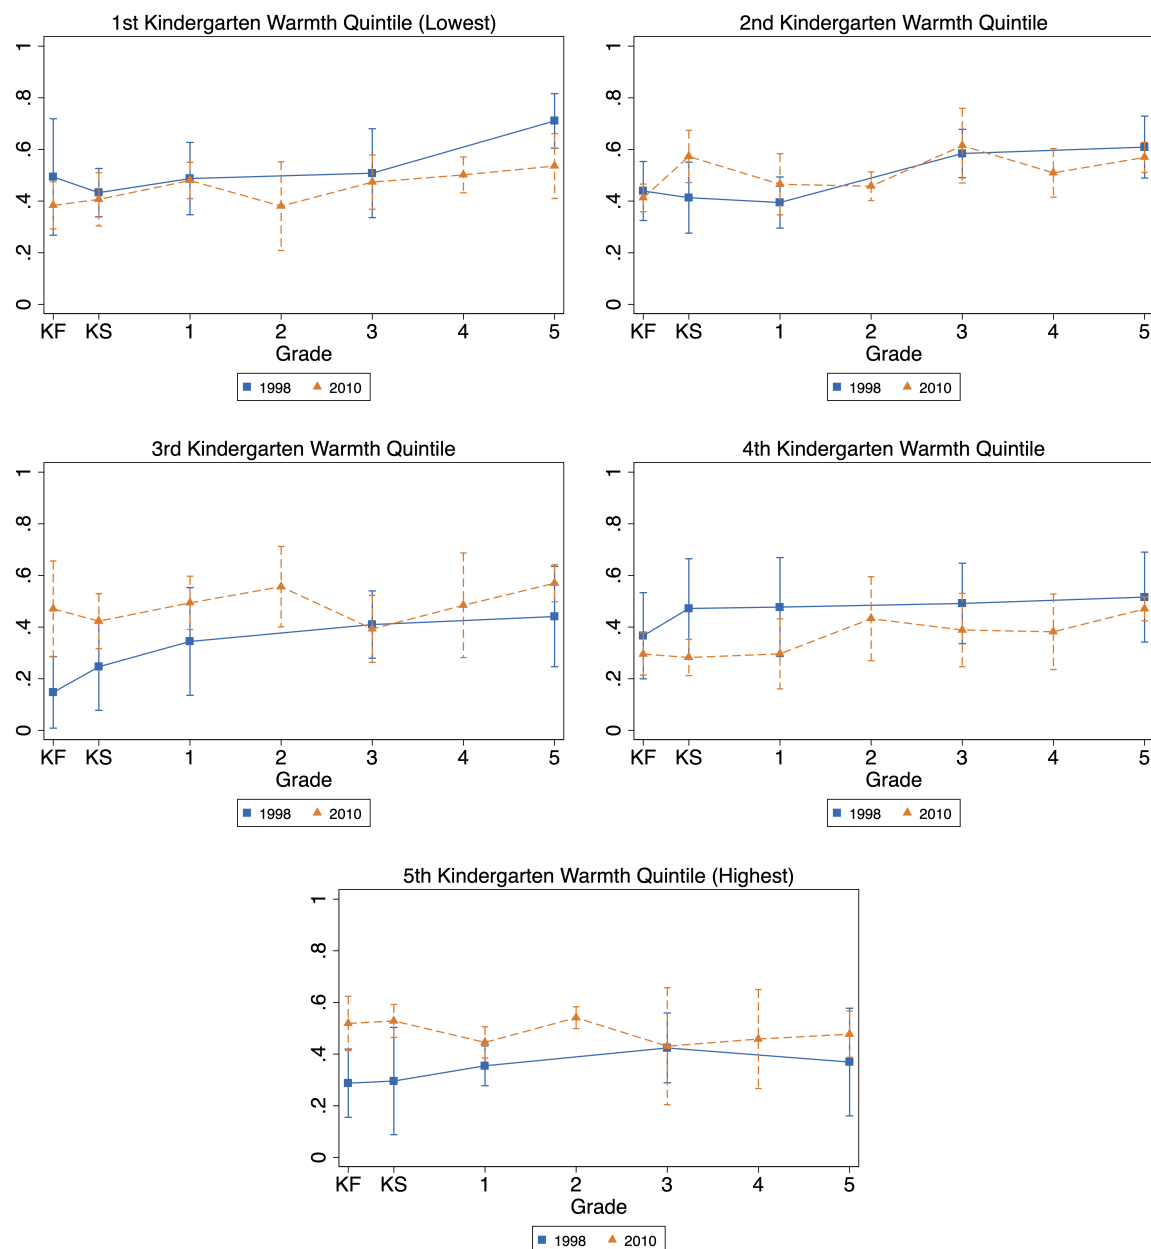 1st Kindergarten Warmth Quintile (Lowest)
1
.8
.6
.4
.2
0
KF KS 1 2 3 4 5
Grade
1998 2010
2nd Kindergarten Warmth Quintile
1
.8
.6
.4
.2
0
KF KS 1 2 3 4 5
Grade
1998 2010
3rd Kindergarten Warmth Quintile
1
.8
.6
.4
.2
0
KF KS 1 2 3 4 5
Grade
1998 2010
4th Kindergarten Warmth Quintile
1
.8
.6
.4
.2
0
KF KS 1 2 3 4 5
Grade
1998 2010
5th Kindergarten Warmth Quintile (Highest)
1
.8
.6
.4
.2
0
KF KS 1 2 3 4 5
Grade
1998 2010